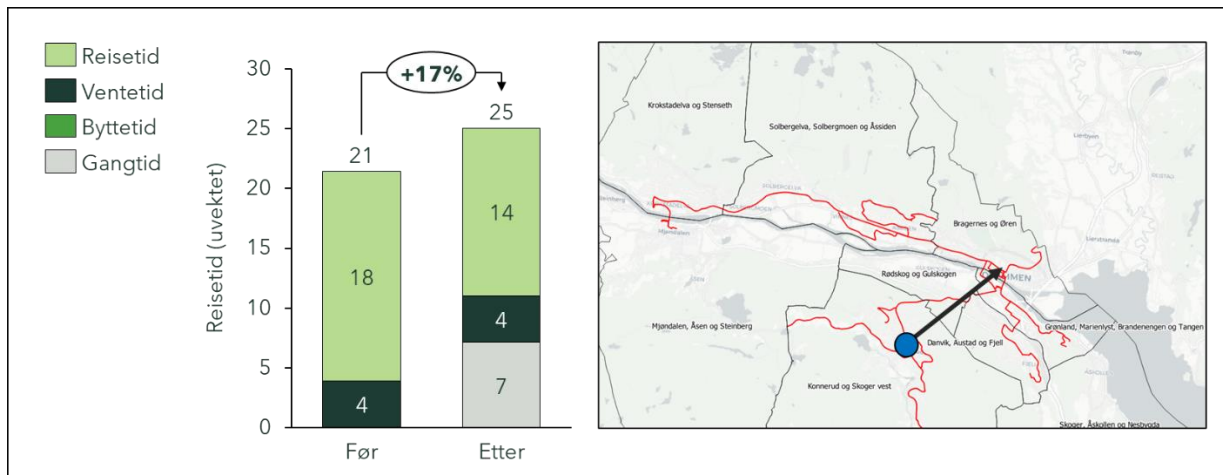 Reisetid
Ventetid
Byttetid
Gangtid
Reisetid (uvektet)
30
25
20
15
10
5
0
+17%
21
18
4
25
14
4
7
Før
Etter
Krokstadelva og Stenseth
Solbergelva, Solbergmoen og Åssiden
Bragernes og Øren
Rødskog og Gulskogen
Mjøndalen, Åsen og Steinberg
Danvik, Austad og Fjell
Grønland, Marienlyst, Brandenengen og Tangen
Konnerud og Skoger vest
Skoger, Åskollen og Nesbygda
Mjøndalen